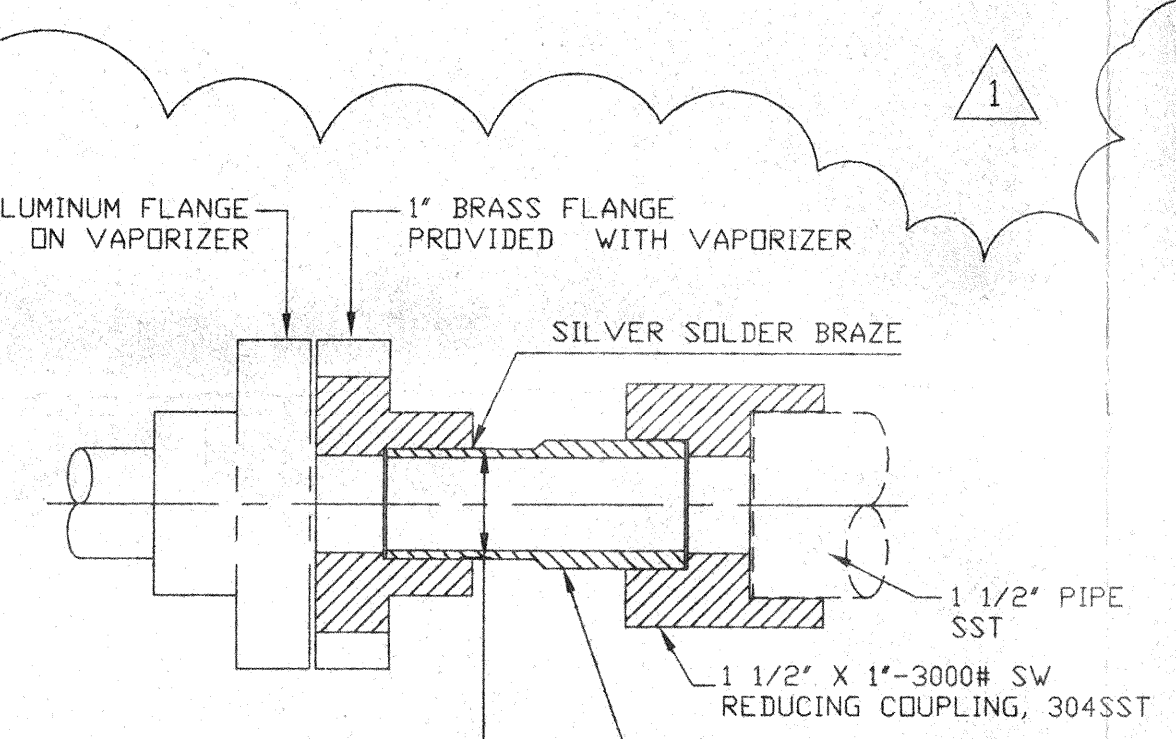 1
LUMINUM FLANGE
ON VAPORIZER
1" BRASS FLANGE
PROVIDED WITH VAPORIZER
SILVER SOLDER BRAZE
1 1/2" PIPE
SST
1 1/2" X 1"-3000# SW
REDUCING COUPLING, 304SST